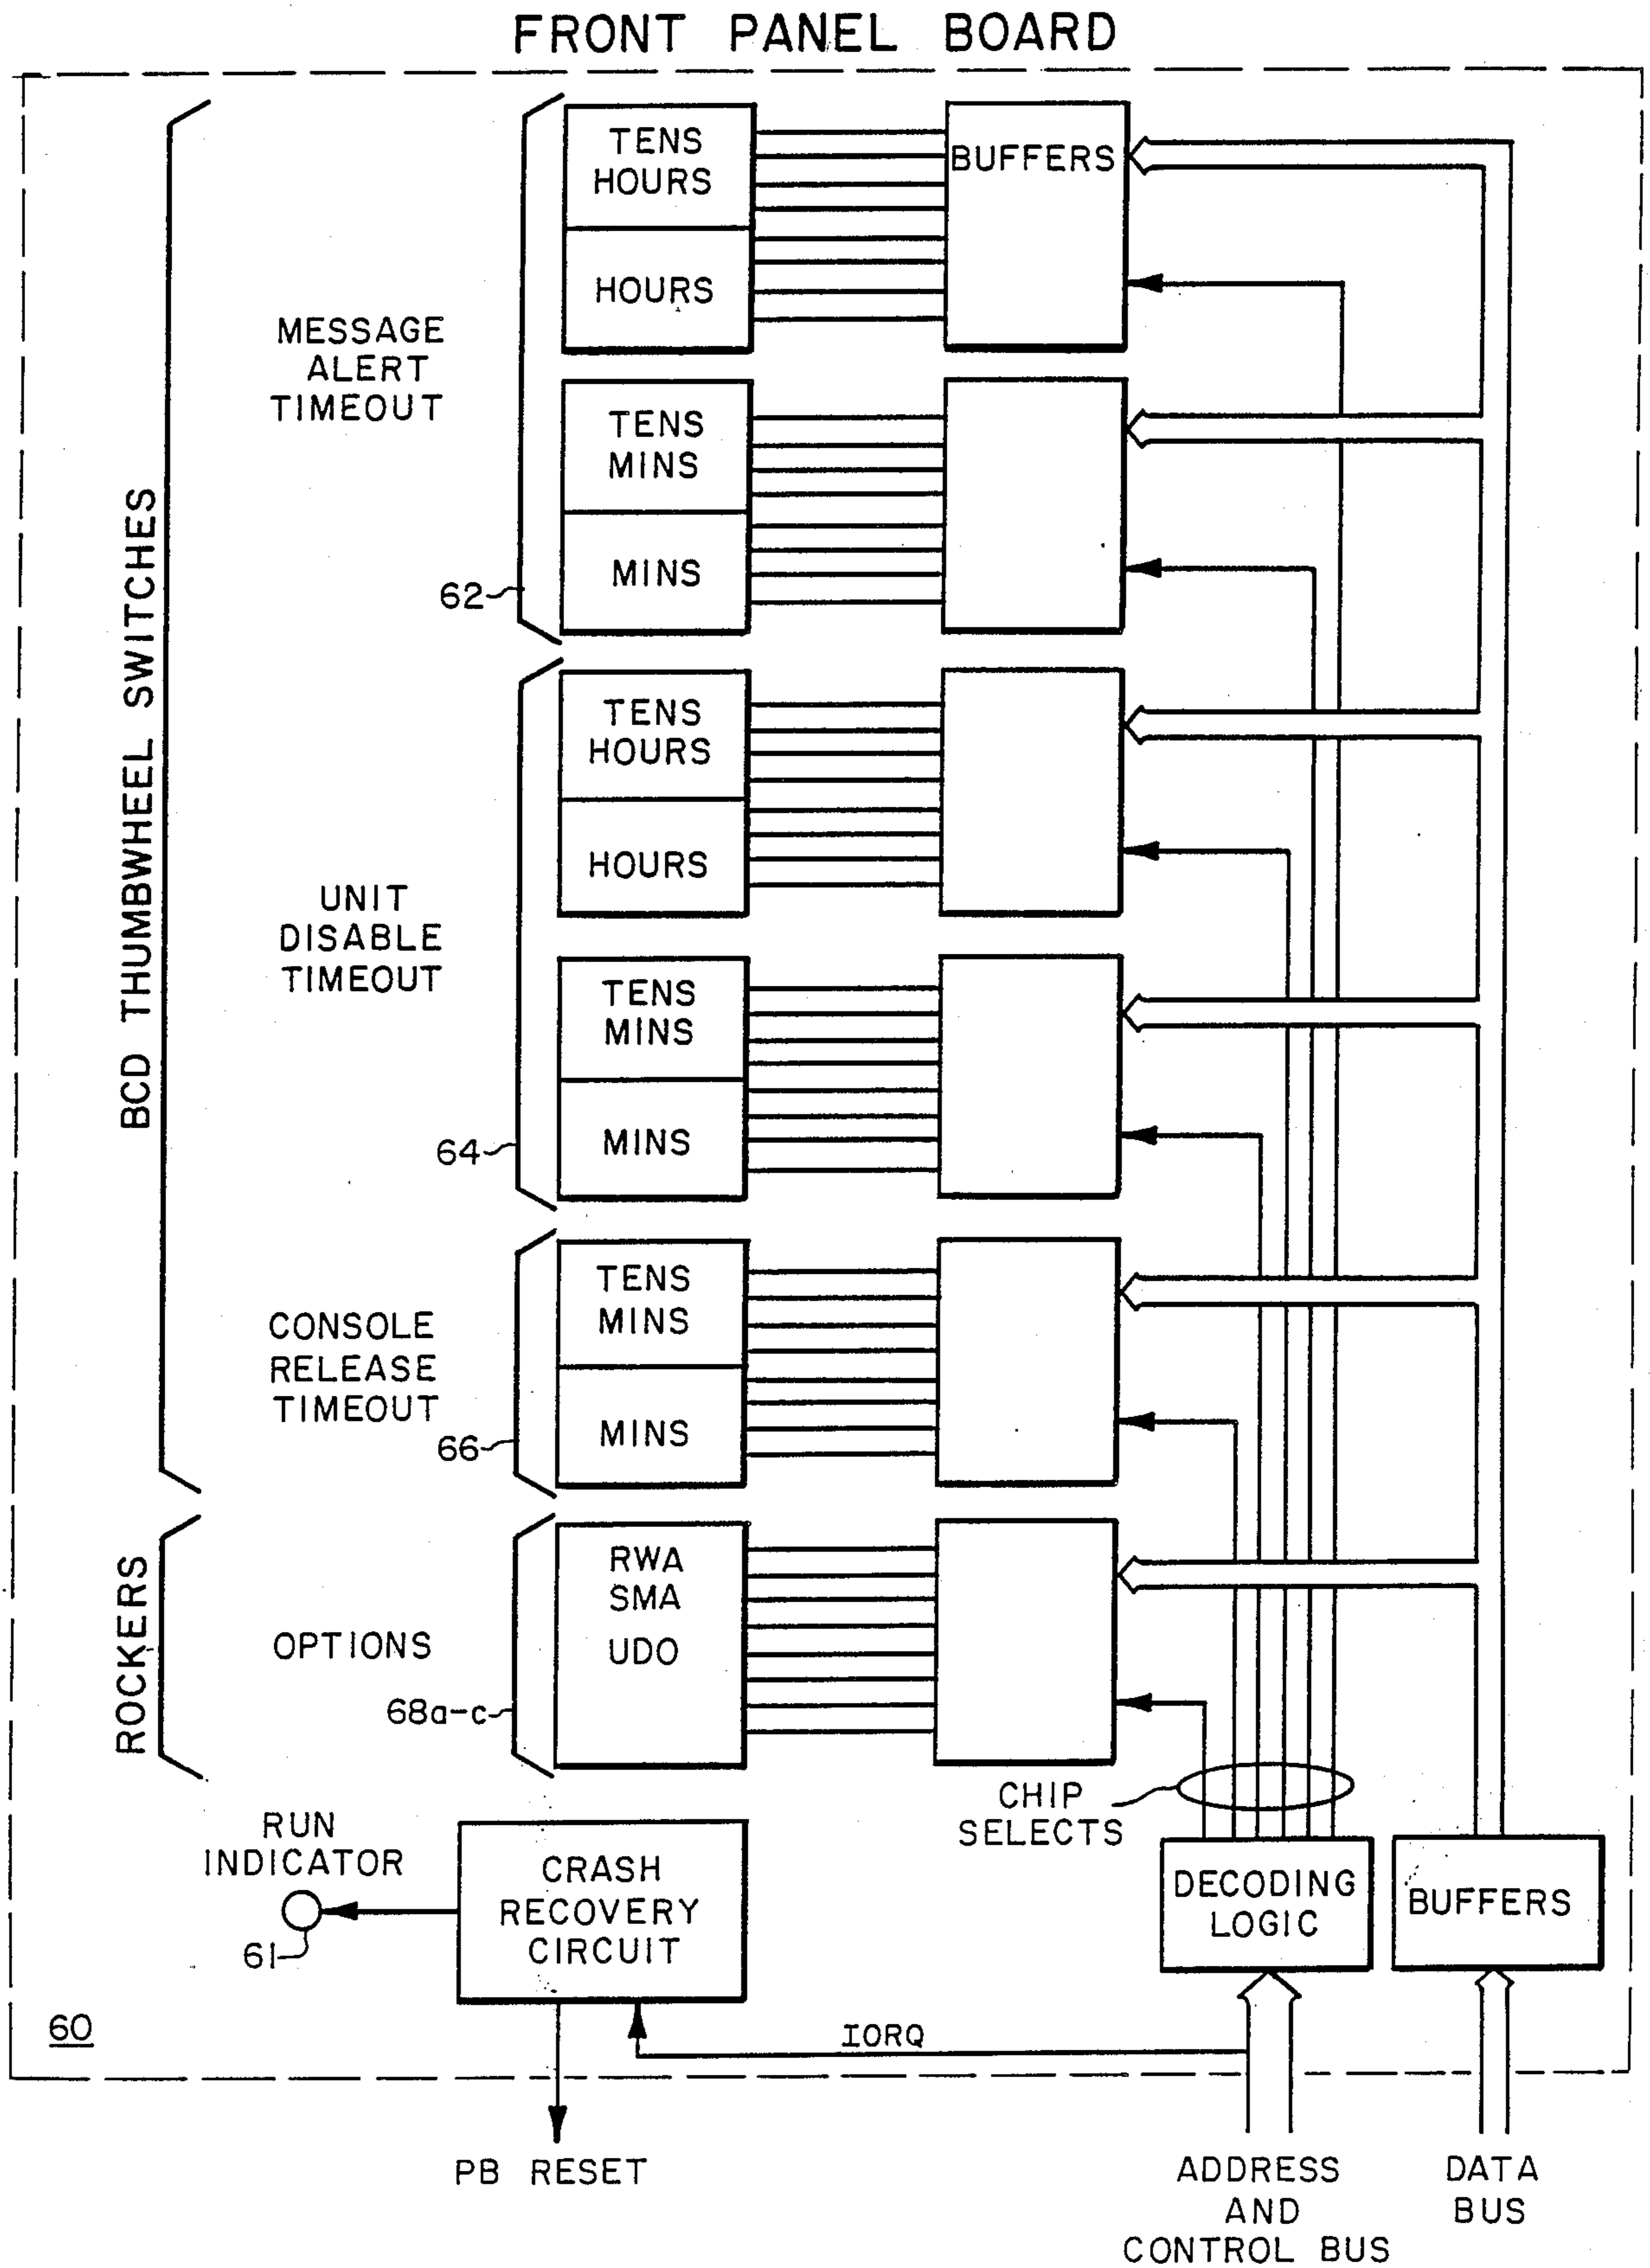 FRONT PANEL BOARD
BCD THUMBWHEEL SWITCHES
MESSAGE
ALERT
TIMEOUT
62
TENS
HOURS
HOURS
BUFFERS
TENS
MINS
MINS
UNIT
DISABLE
TIMEOUT
64
TENS
HOURS
HOURS
TENS
MINS
MINS
CONSOLE
RELEASE
TIMEOUT
66
TENS
MINS
MINS
ROCKERS
OPTIONS
68a-c
RWA
SMA
UDO
CHIP
SELECTS
RUN
INDICATOR
61
CRASH
RECOVERY
CIRCUIT
DECODING
LOGIC
BUFFERS
60
IORQ
PB RESET
ADDRESS
AND
CONTROL BUS
DATA
BUS